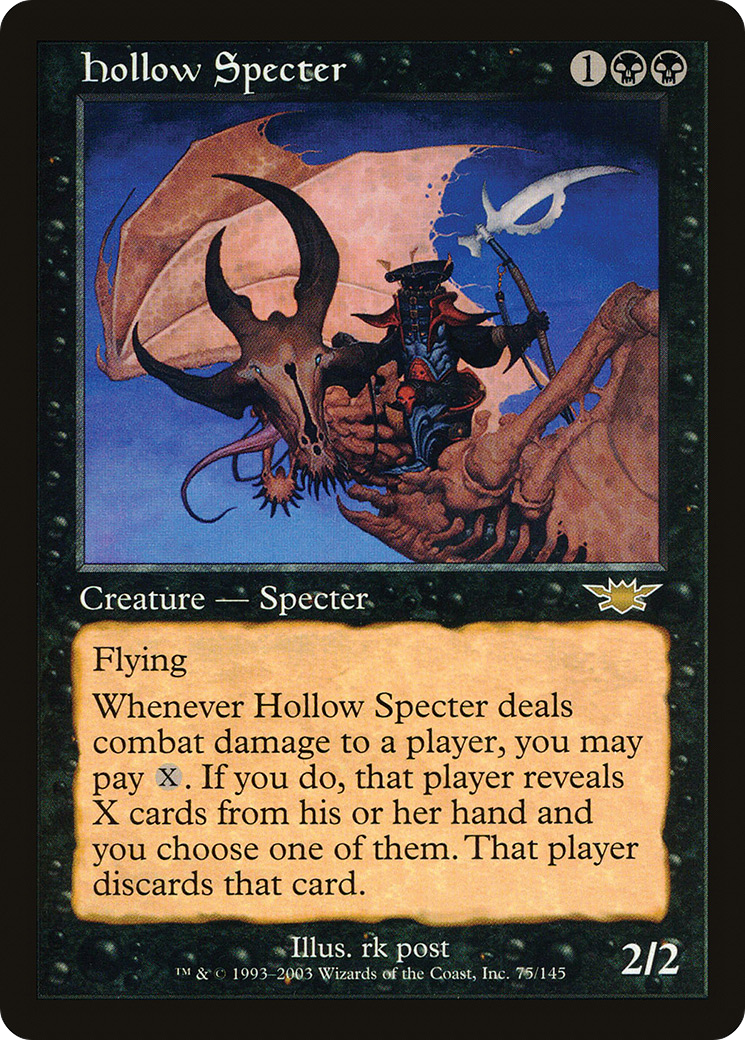 Hollow Specter 1
Creature — Specter
Flying
Whenever Hollow Specter deals
combat damage to a player, you may
pay X. If you do, that player reveals
X cards from his or her hand and
you choose one of them. That player
discards that card.
Illus. rk post
™ & © 1993–2003 Wizards of the Coast, Inc. 75/145
2/2